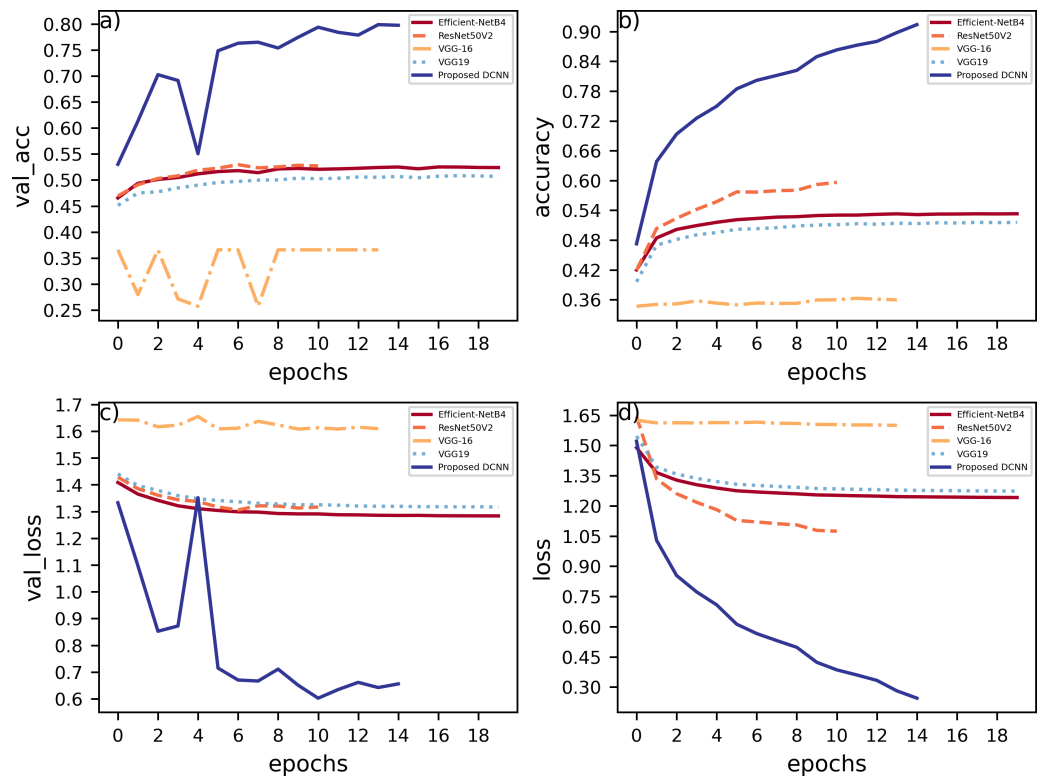 a)
val_acc
0.80
0.75
0.70
0.65
0.60
0.55
0.50
0.45
0.40
0.35
0.30
0.25
Efficient-NetB4
ResNet50V2
VGG-16
VGG19
Proposed DCNN
0 2 4 6 8 10 12 14 16 18
epochs
b)
accuracy
0.90
0.84
0.78
0.72
0.66
0.60
0.54
0.48
0.42
0.36
Efficient-NetB4
ResNet50V2
VGG-16
VGG19
Proposed DCNN
0 2 4 6 8 10 12 14 16 18
epochs
c)
val_loss
1.7
1.6
1.5
1.4
1.3
1.2
1.1
1.0
0.9
0.8
0.7
0.6
Efficient-NetB4
ResNet50V2
VGG-16
VGG19
Proposed DCNN
0 2 4 6 8 10 12 14 16 18
epochs
d)
loss
1.65
1.50
1.35
1.20
1.05
0.90
0.75
0.60
0.45
0.30
Efficient-NetB4
ResNet50V2
VGG-16
VGG19
Proposed DCNN
0 2 4 6 8 10 12 14 16 18
epochs